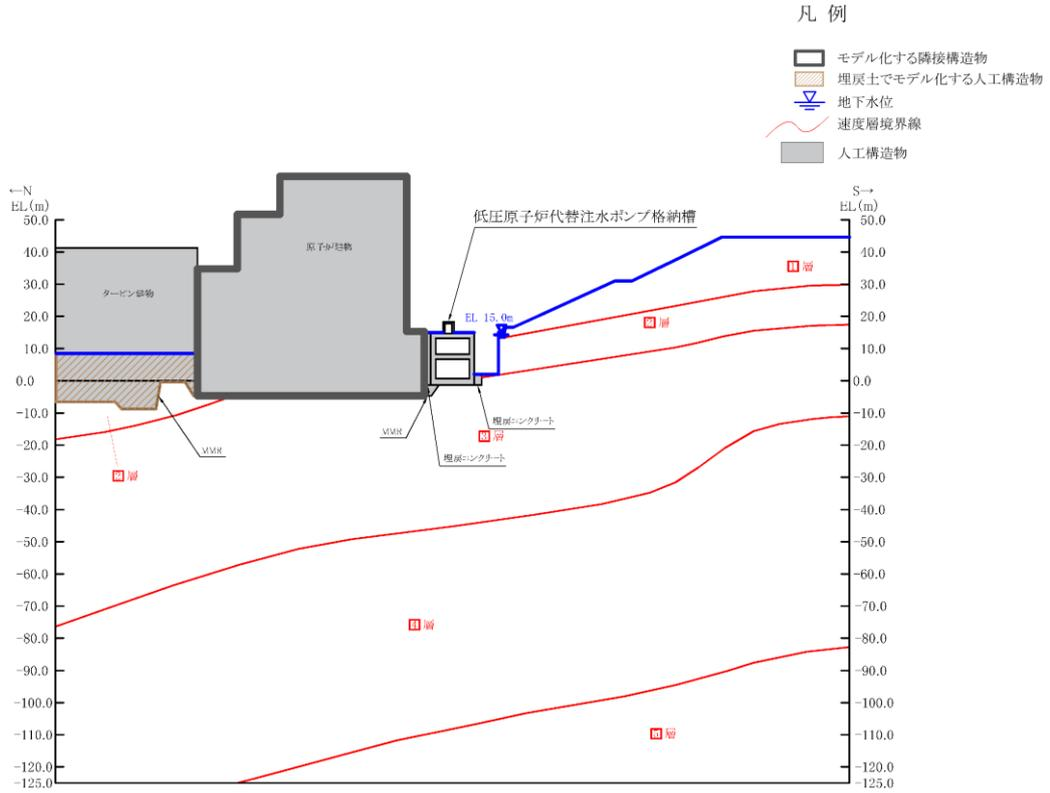 凡 例
モデル化する隣接構造物
埋戻土でモデル化する人工構造物
地下水位
速度層境界線
人工構造物
←N
EL(m)
S→
EL(m)
50.0
40.0
30.0
20.0
10.0
0.0
-10.0
-20.0
-30.0
-40.0
-50.0
-60.0
-70.0
-80.0
-90.0
-100.0
-110.0
-120.0
-125.0
50.0
40.0
30.0
20.0
10.0
0.0
-10.0
-20.0
-30.0
-40.0
-50.0
-60.0
-70.0
-80.0
-90.0
-100.0
-110.0
-120.0
-125.0
低圧原子炉代替注水ポンプ格納槽
原子炉建物
タービン建物
EL 15.0m
MMR
MMR
埋戻コンクリート
埋戻コンクリート
層
層
層
層
層
層